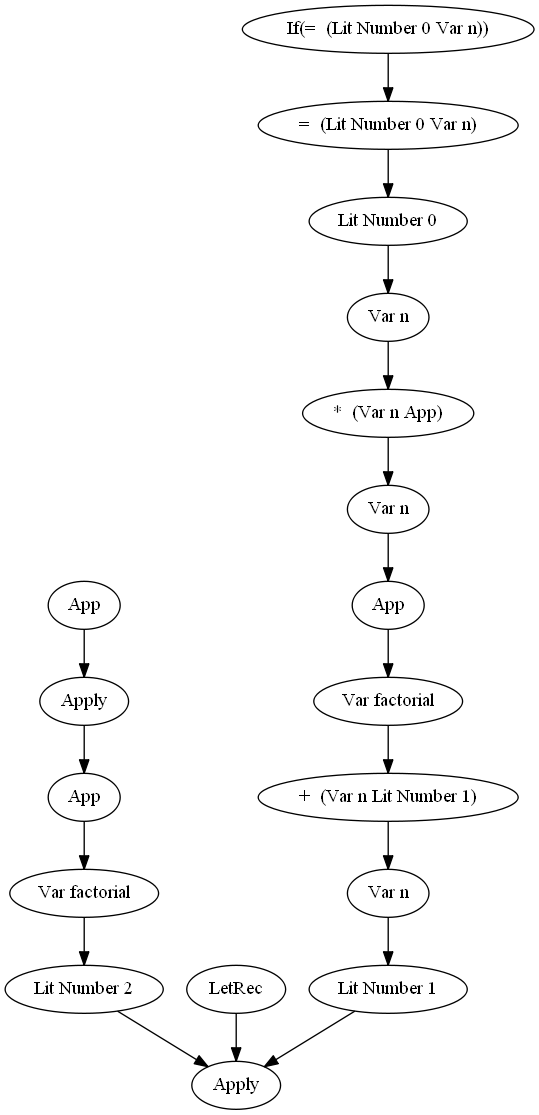 If(=  (Lit Number 0 Var n))
=  (Lit Number 0 Var n)
Lit Number 0
Var n
*  (Var n App)
Var n
App
App
Apply
Var factorial
App
+  (Var n Lit Number 1)
Var factorial
Var n
Lit Number 2
LetRec
Lit Number 1
Apply